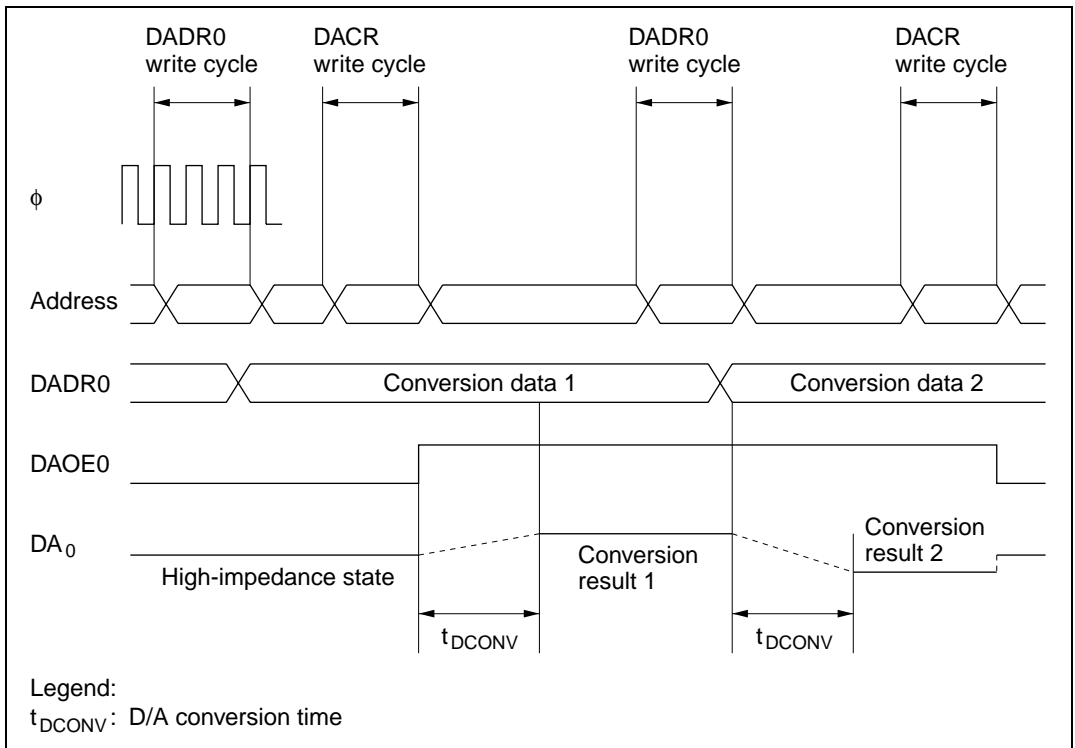 DADR0
write cycle
DACR
write cycle
DADR0
write cycle
DACR
write cycle
ϕ
Address
DADR0
Conversion data 1
Conversion data 2
DAOE0
DA0
High-impedance state
Conversion
result 1
Conversion
result 2
tDCONV
tDCONV
Legend:
tDCONV : D/A conversion time